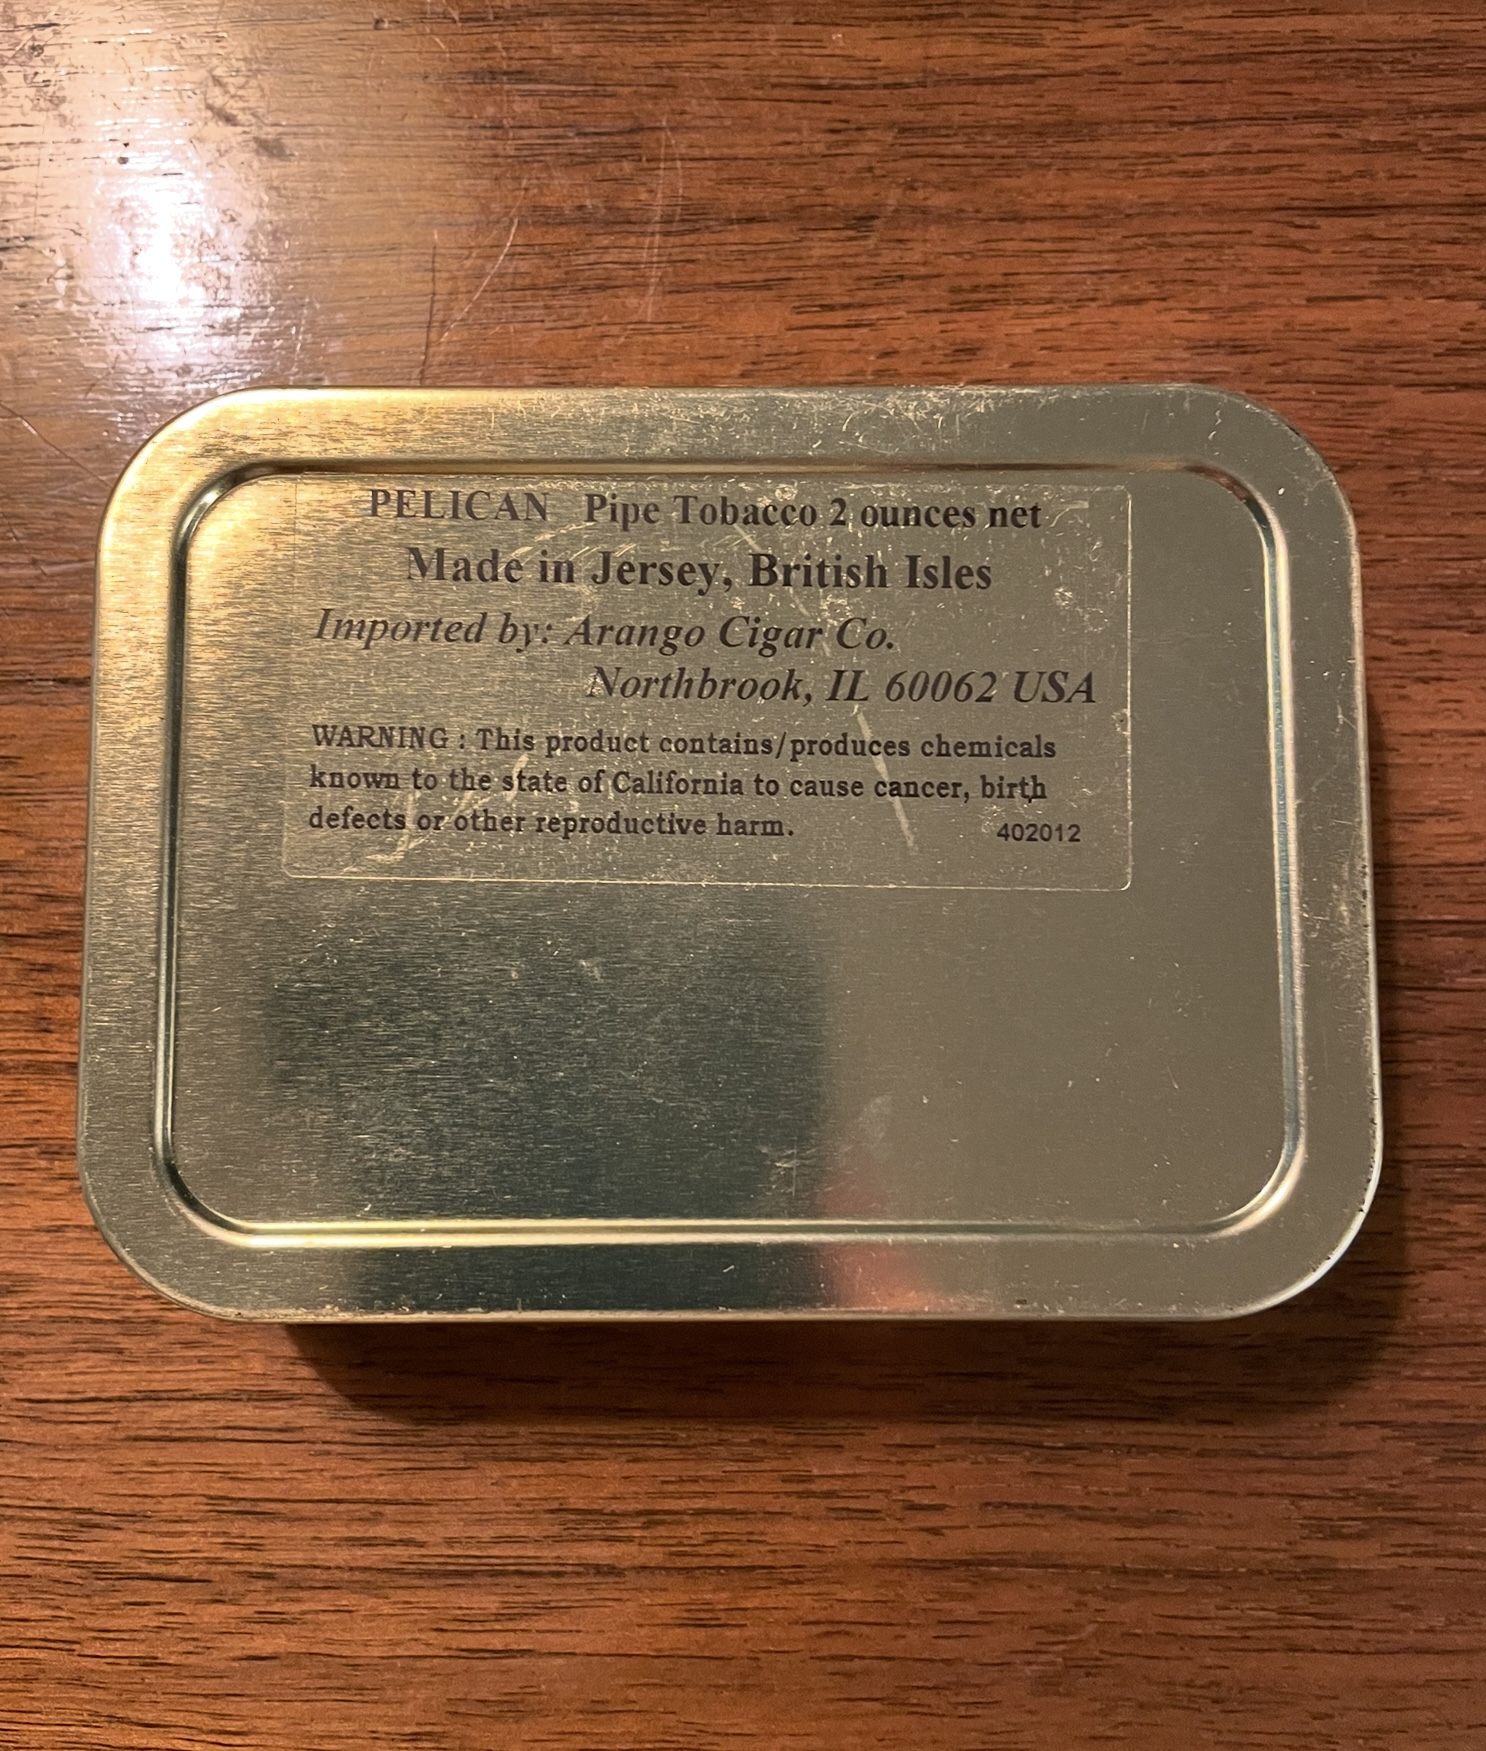 PELICAN Pipe Tobacco 2 ounces net
Made in Jersey, British Isles
Imported by: Arango Cigar Co.
Northbrook, IL 60062 USA
WARNING : This product contains/produces chemicals
known to the state of California to cause cancer, birth
defects or other reproductive harm. 402012